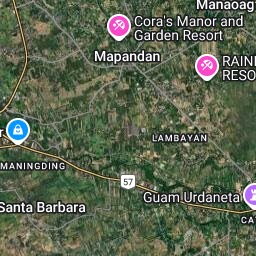 Manaoag
Cora's Manor and
Garden Resort
Mapandan
RAIN
RESO
LAMBAYAN
MANINGDING
57
Guam Urdaneta
Santa Barbara
CA